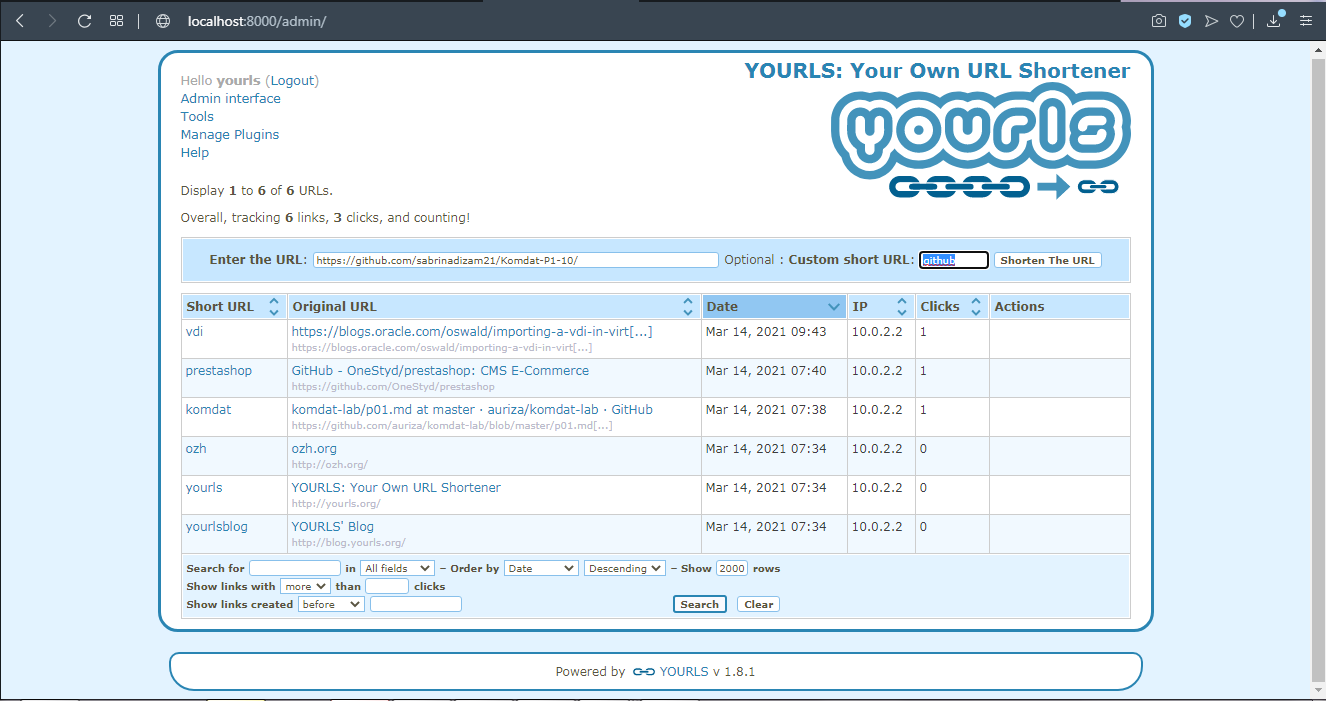 localhost:8000/admin/
Hello yourls (Logout)
Admin interface
Tools
Manage Plugins
Help
YOURLS: Your Own URL Shortener
yourls
Display 1 to 6 of 6 URLs.
Overall, tracking 6 links, 3 clicks, and counting!
Enter the URL: https://github.com/sabrinadizam21/Komdat-P1-10/ Optional : Custom short URL: github Shorten The URL
Short URL Original URL Date IP Clicks Actions
vdi https://blogs.oracle.com/oswald/importing-a-vdi-in-virt[...] Mar 14, 2021 09:43 10.0.2.2 1
https://blogs.oracle.com/oswald/importing-a-vdi-in-virt[...]
prestashop GitHub - OneStyd/prestashop: CMS E-Commerce Mar 14, 2021 07:40 10.0.2.2 1
https://github.com/OneStyd/prestashop
komdat komdat-lab/p01.md at master · auriza/komdat-lab · GitHub Mar 14, 2021 07:38 10.0.2.2 1
https://github.com/auriza/komdat-lab/blob/master/p01.md[...]
ozh ozh.org Mar 14, 2021 07:34 10.0.2.2 0
http://ozh.org/
yourls YOURLS: Your Own URL Shortener Mar 14, 2021 07:34 10.0.2.2 0
http://yourls.org/
yourlsblog YOURLS' Blog Mar 14, 2021 07:34 10.0.2.2 0
http://blog.yourls.org/
Search for in All fields – Order by Date Descending – Show 2000 rows
Show links with more than clicks
Show links created before Search Clear
Powered by YOURLS v 1.8.1